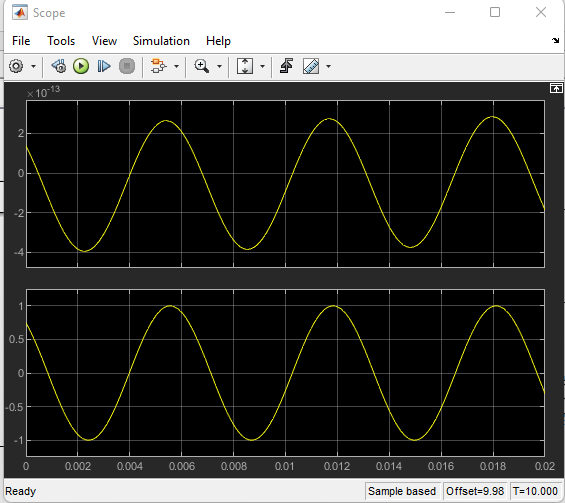 Scope
File Tools View Simulation Help
×10-13
2
0
-2
-4
1
0.5
0
-0.5
-1
0 0.002 0.004 0.006 0.008 0.01 0.012 0.014 0.016 0.018 0.02
Ready Sample based Offset=9.98 T=10.000